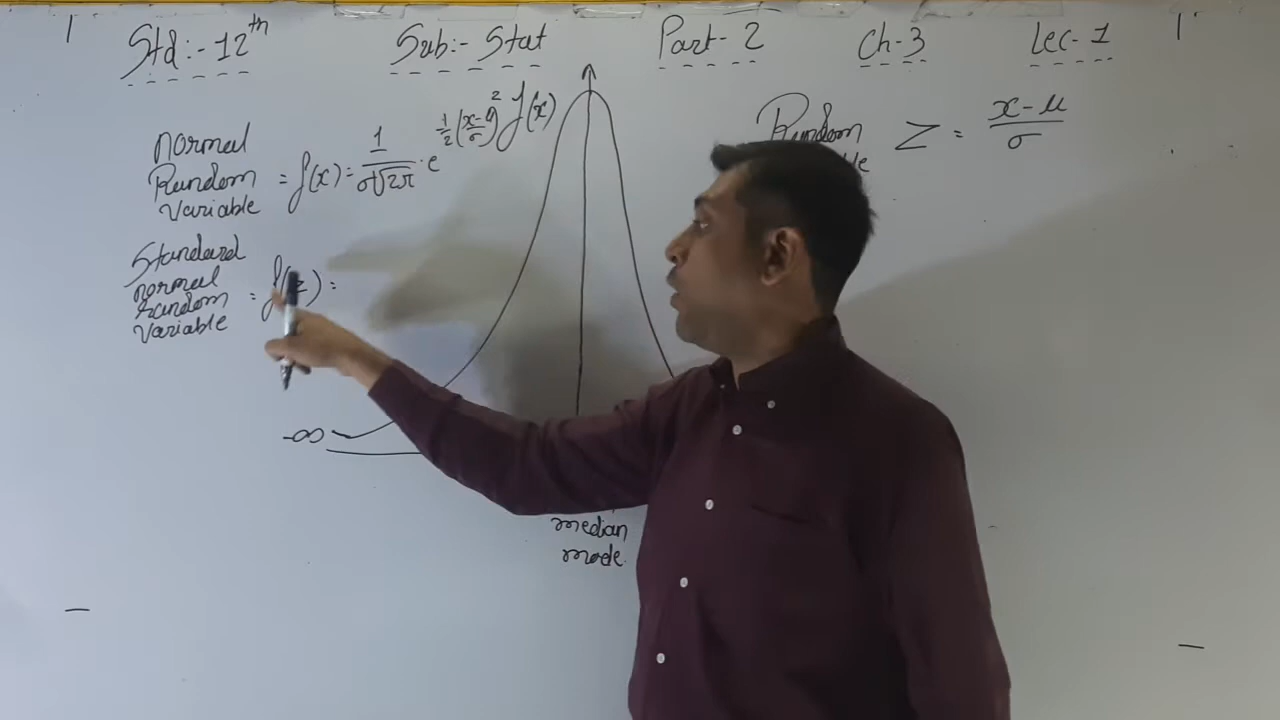 Std:- 12th Sub:- Stat Part- 2 Ch-3 Lec- 1
normal
Random
Variable = f(x) = 1/σ√2π · e ½(x-/σ)² f(x)
Standard
normal
Random
Variable = f(z) =
Random Z = x-μ/σ
-∞
median
mode